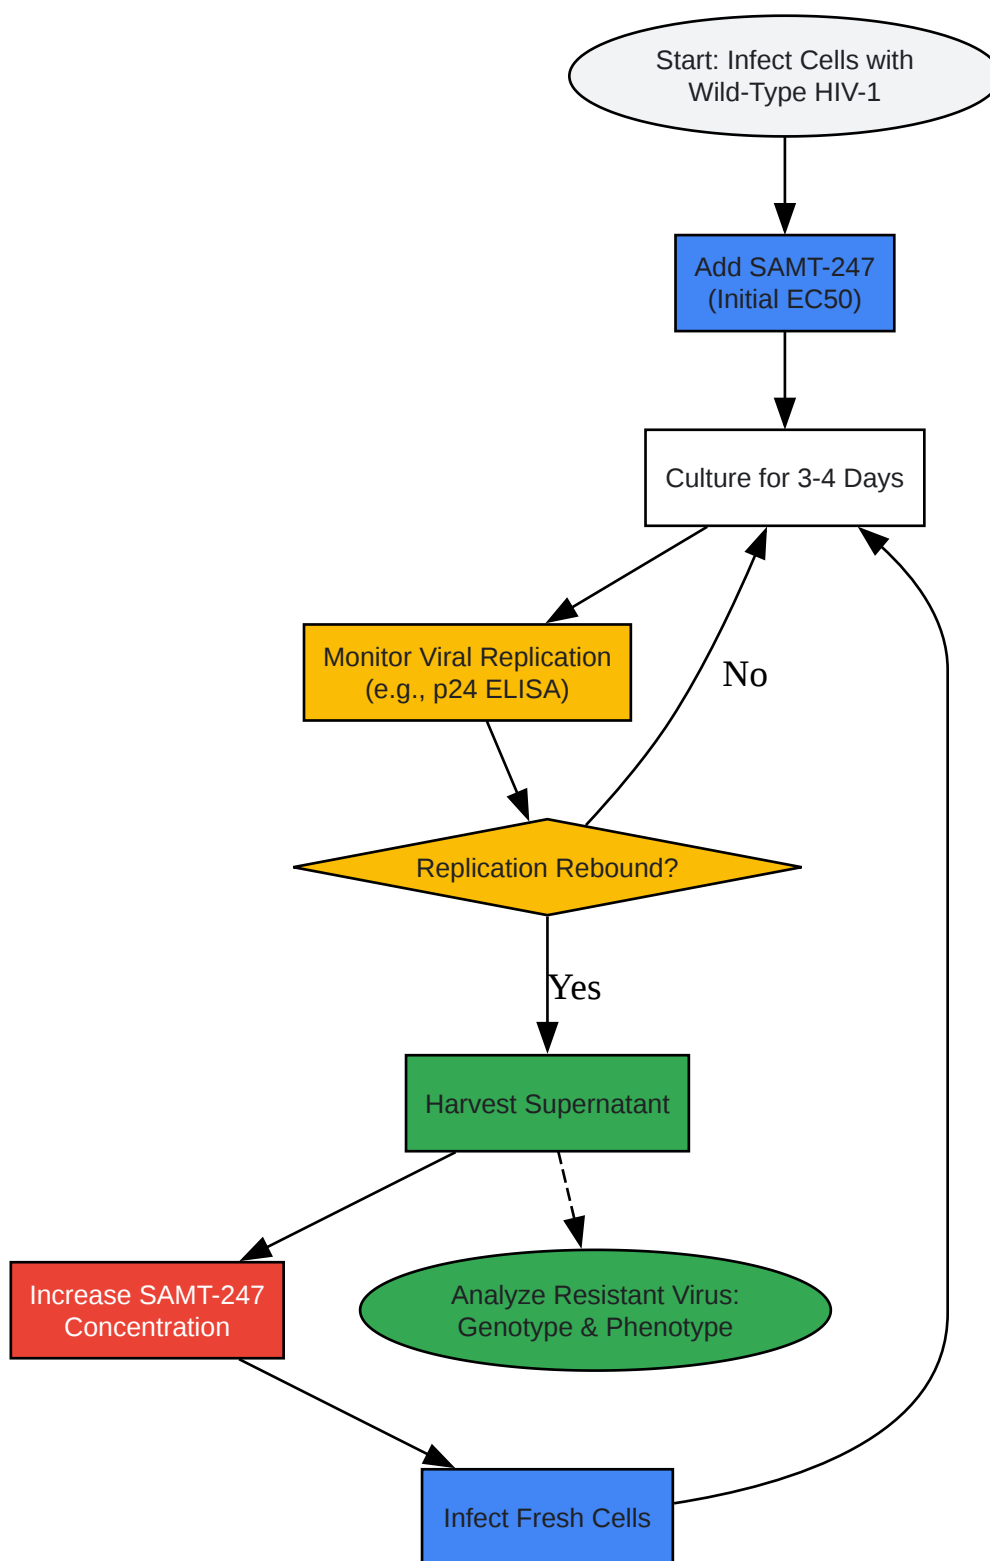 Start: Infect Cells with
Wild-Type HIV-1
Add SAMT-247
(Initial EC50)
Culture for 3-4 Days
Monitor Viral Replication
(e.g., p24 ELISA)
No
Replication Rebound?
Yes
Harvest Supernatant
Increase SAMT-247
Concentration
Analyze Resistant Virus:
Genotype & Phenotype
Infect Fresh Cells